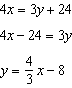 4x = 3y + 24
4x − 24 = 3y
y = 4/3 x − 8